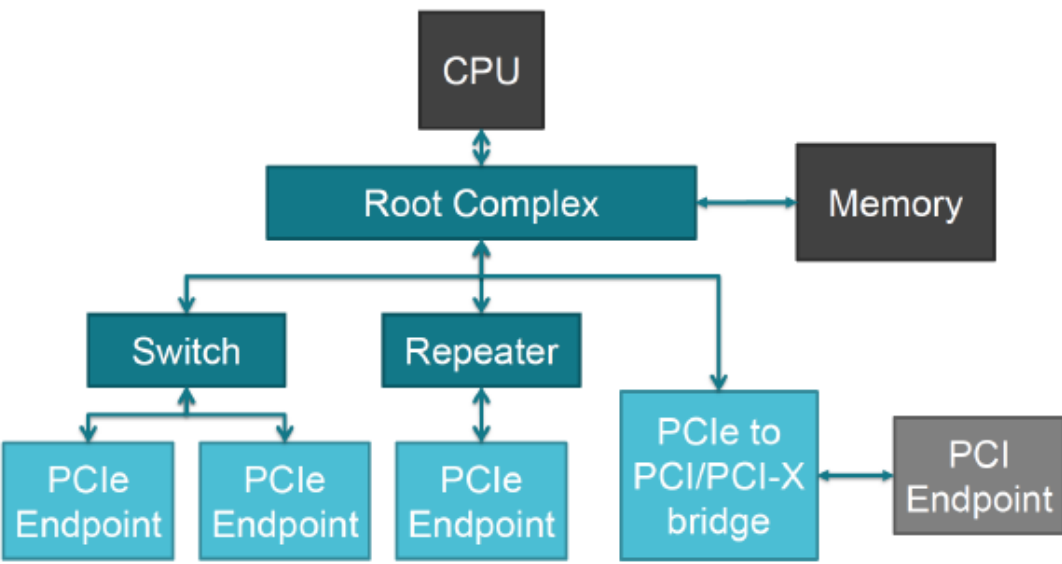 CPU
Root Complex
Memory
Switch
Repeater
PCIe
Endpoint
PCIe
Endpoint
PCIe
Endpoint
PCIe to
PCI/PCI-X
bridge
PCI
Endpoint